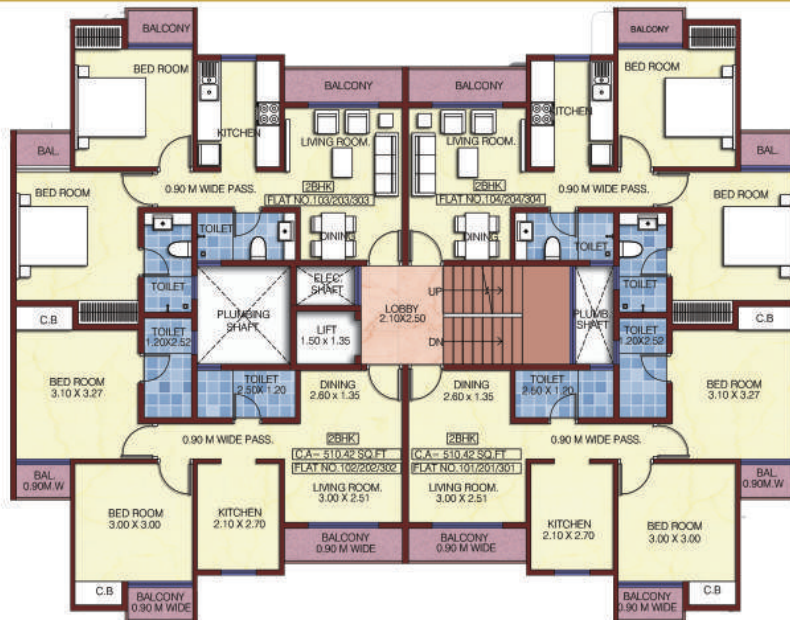 BALCONY
BALCONY
BED ROOM
BED ROOM
BALCONY
BALCONY
KITCHEN
KITCHEN
LIVING ROOM.
LIVING ROOM.
BAL.
BAL.
BED ROOM
0.90 M WIDE PASS.
2BHK
2BHK
0.90 M WIDE PASS.
BED ROOM
FLAT NO.103/203/303
FLAT NO.104/204/304
TOILET
DINING
DINING
TOILET
TOILET
ELEC.
SHAFT
UP
TOILET
PLUMBING
SHAFT
LOBBY
2.10X2.50
PLUMB.
SHAFT
C.B
C.B
TOILET
1.20X2.52
LIFT
1.50 x 1.35
DN
TOILET
1.20X2.52
BED ROOM
3.10 X 3.27
TOILET
2.50X 1.20
DINING
2.60 x 1.35
DINING
2.60 x 1.35
TOILET
2.50 X 1.20
BED ROOM
3.10 X 3.27
0.90 M WIDE PASS.
2BHK
2BHK
0.90 M WIDE PASS.
C.A- 510.42 SQ.FT
C.A- 510.42 SQ.FT
FLAT NO.102/202/302
FLAT NO.101/201/301
BAL.
0.90M.W
BAL.
0.90M.W
LIVING ROOM.
3.00 X 2.51
LIVING ROOM.
3.00 X 2.51
BED ROOM
3.00 X 3.00
KITCHEN
2.10 X 2.70
KITCHEN
2.10 X 2.70
BED ROOM
3.00 X 3.00
BALCONY
0.90 M WIDE
BALCONY
0.90 M WIDE
C.B
C.B
BALCONY
0.90 M WIDE
BALCONY
0.90 M WIDE